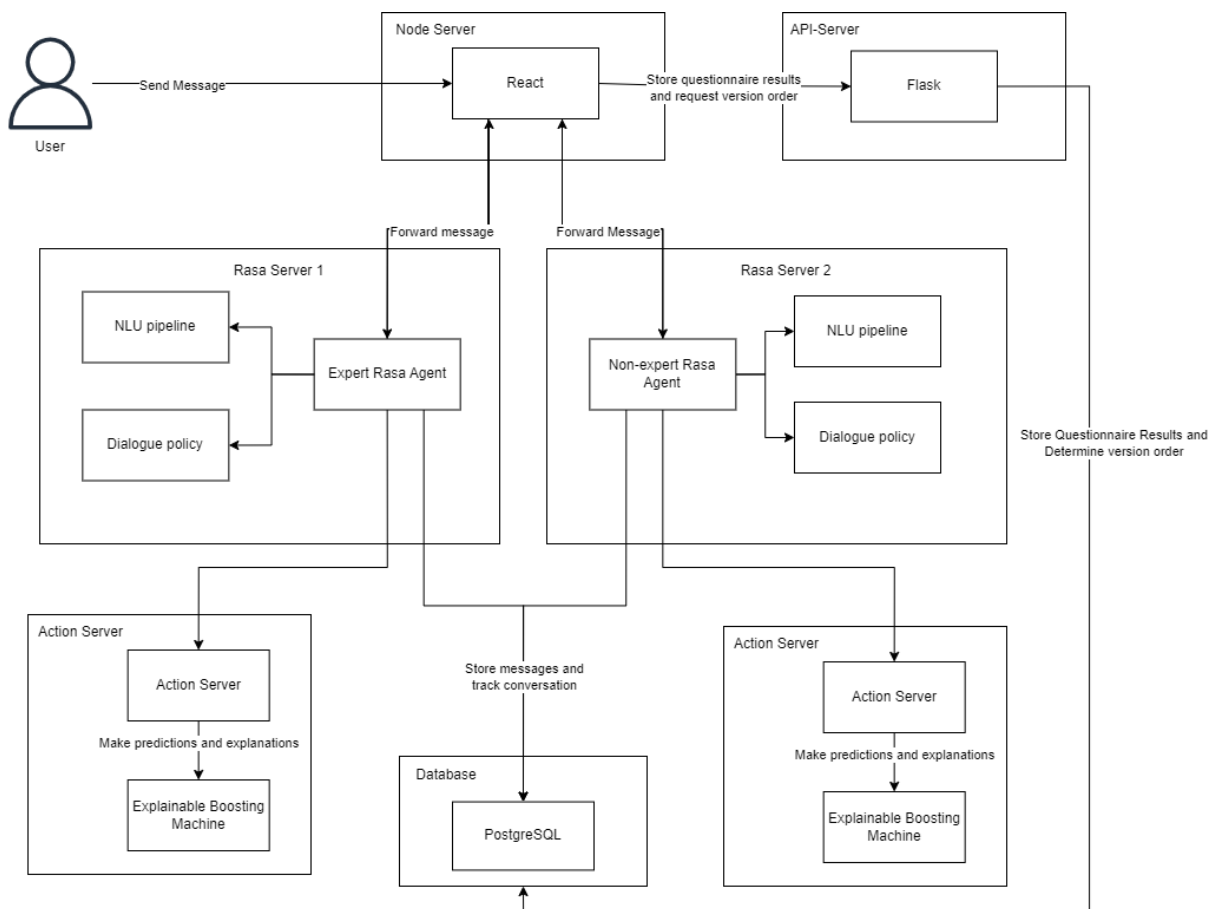 Node Server
API-Server
React
Flask
Send Message
Store questionnaire results
and request version order
User
Forward message
Forward Message
Rasa Server 1
Rasa Server 2
NLU pipeline
Expert Rasa Agent
Dialogue policy
Non-expert Rasa
Agent
NLU pipeline
Dialogue policy
Store Questionnaire Results and
Determine version order
Action Server
Action Server
Make predictions and explanations
Explainable Boosting
Machine
Store messages and
track conversation
Database
PostgreSQL
Action Server
Action Server
Make predictions and explanations
Explainable Boosting
Machine